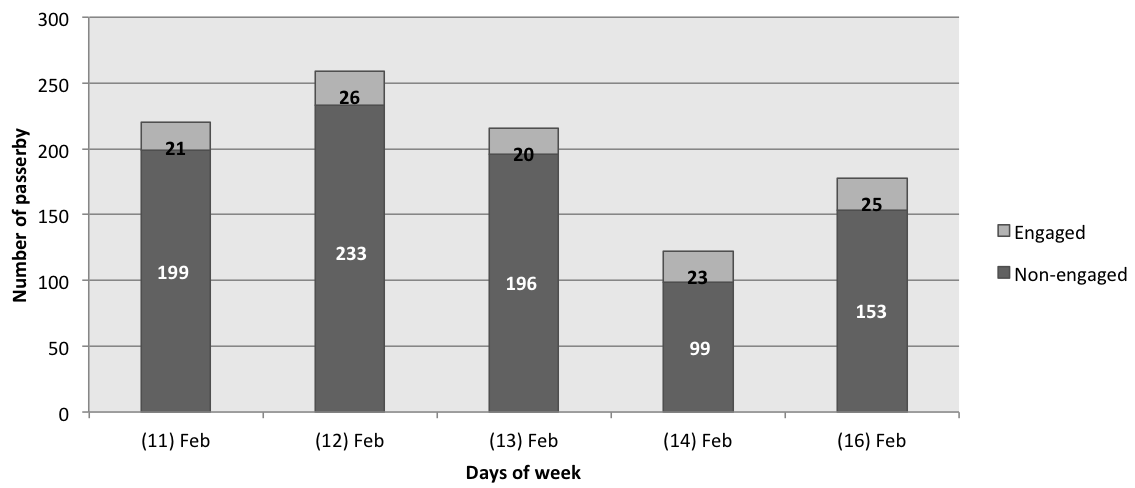 300
250
200
150
100
50
0
Number of passerby
21
199
26
233
20
196
23
99
25
153
(11) Feb
(12) Feb
(13) Feb
(14) Feb
(16) Feb
Days of week
Engaged
Non-engaged